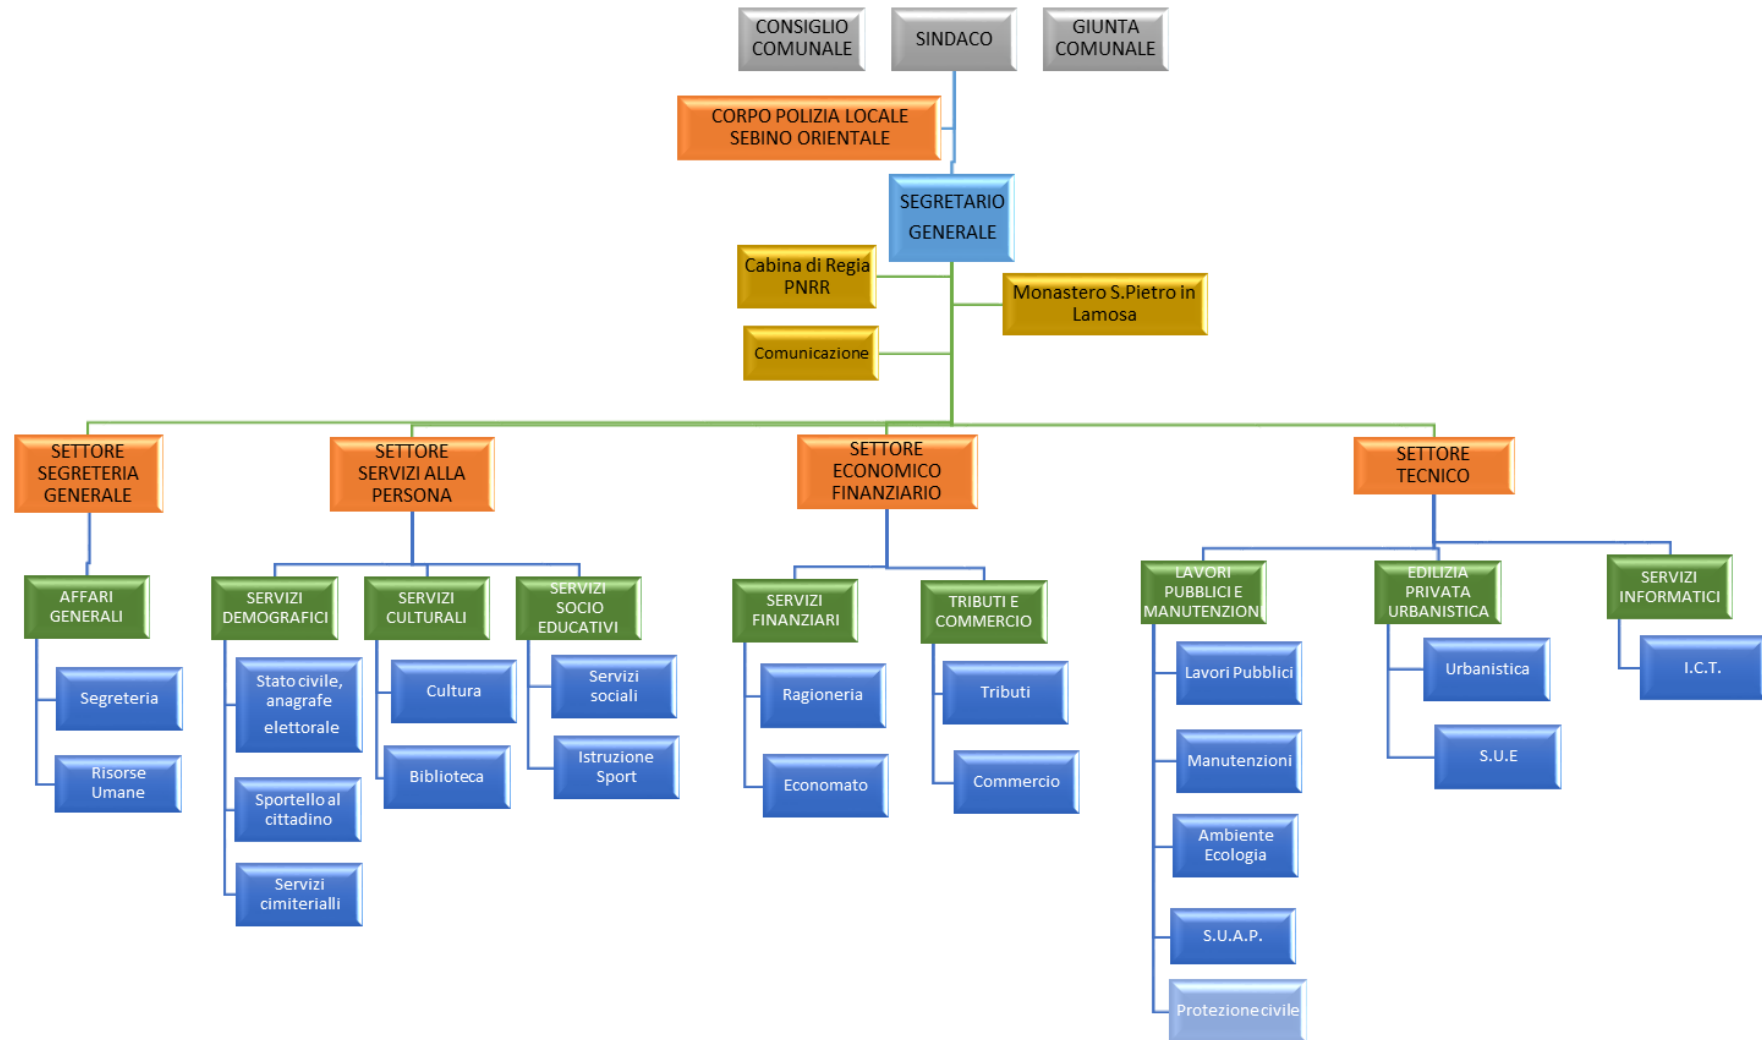 CONSIGLIO
COMUNALE
SINDACO
GIUNTA
COMUNALE
CORPO POLIZIA LOCALE
SEBINO ORIENTALE
SEGRETARIO
GENERALE
Cabina di Regia
PNRR
Monastero S.Pietro in
Lamosa
Comunicazione
SETTORE
SEGRETERIA
GENERALE
SETTORE
SERVIZI ALLA
PERSONA
SETTORE
ECONOMICO
FINANZIARIO
SETTORE
TECNICO
AFFARI
GENERALI
SERVIZI
DEMOGRAFICI
SERVIZI
CULTURALI
SERVIZI
SOCIO
EDUCATIVI
SERVIZI
FINANZIARI
TRIBUTI E
COMMERCIO
LAVORI
PUBBLICI E
MANUTENZIONI
EDILIZIA
PRIVATA
URBANISTICA
SERVIZI
INFORMATICI
Segreteria
Risorse
Umane
Stato civile,
anagrafe
elettorale
Sportello al
cittadino
Servizi
cimiterialli
Cultura
Biblioteca
Servizi
sociali
Istruzione
Sport
Ragioneria
Economato
Tributi
Commercio
Lavori Pubblici
Manutenzioni
Ambiente
Ecologia
S.U.A.P.
Protezione civile
Urbanistica
S.U.E
I.C.T.